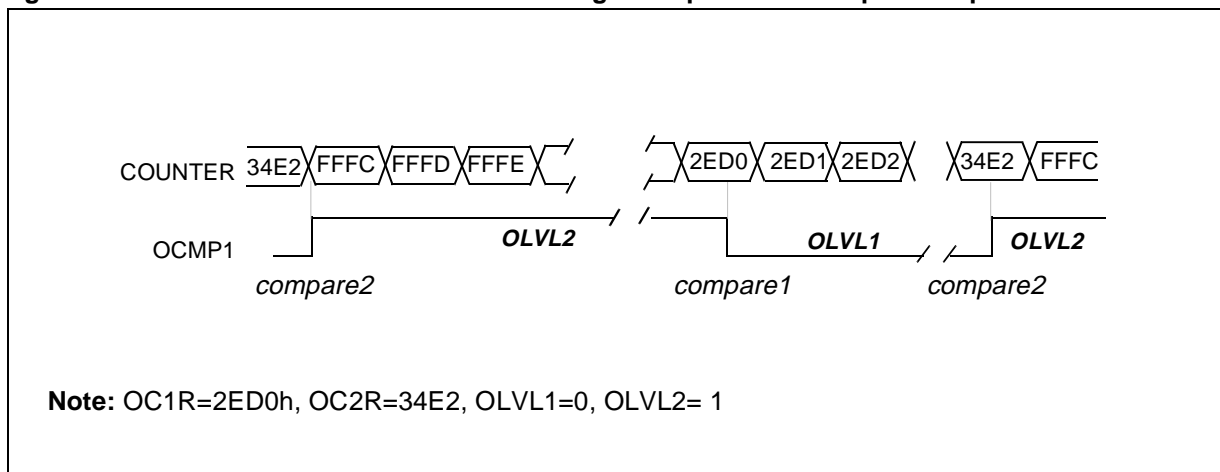 COUNTER 34E2 FFFC FFFD FFFE 2ED0 2ED1 2ED2 34E2 FFFC
OCMP1 OLVL2 OLVL1 OLVL2
compare2 compare1 compare2
Note: OC1R=2ED0h, OC2R=34E2, OLVL1=0, OLVL2= 1